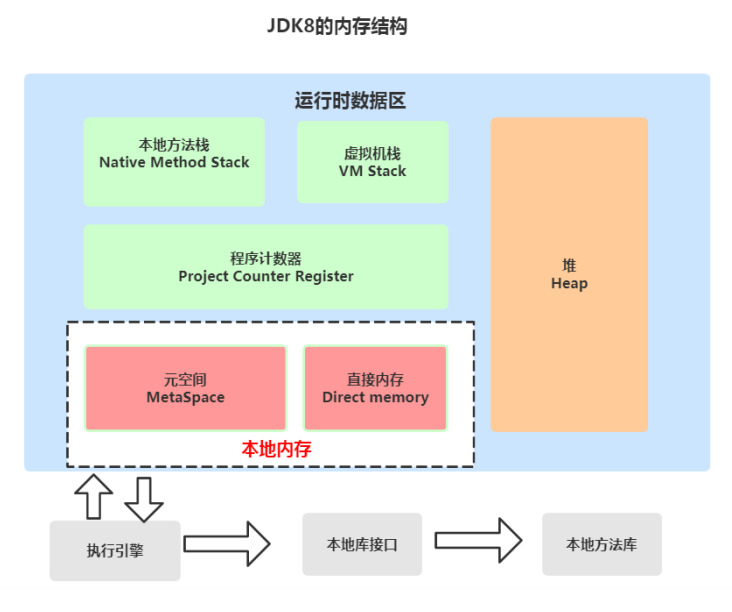 JDK8的内存结构
运行时数据区
本地方法栈
Native Method Stack
虚拟机栈
VM Stack
程序计数器
Project Counter Register
堆
Heap
元空间
MetaSpace
直接内存
Direct memory
本地内存
执行引擎
本地库接口
本地方法库